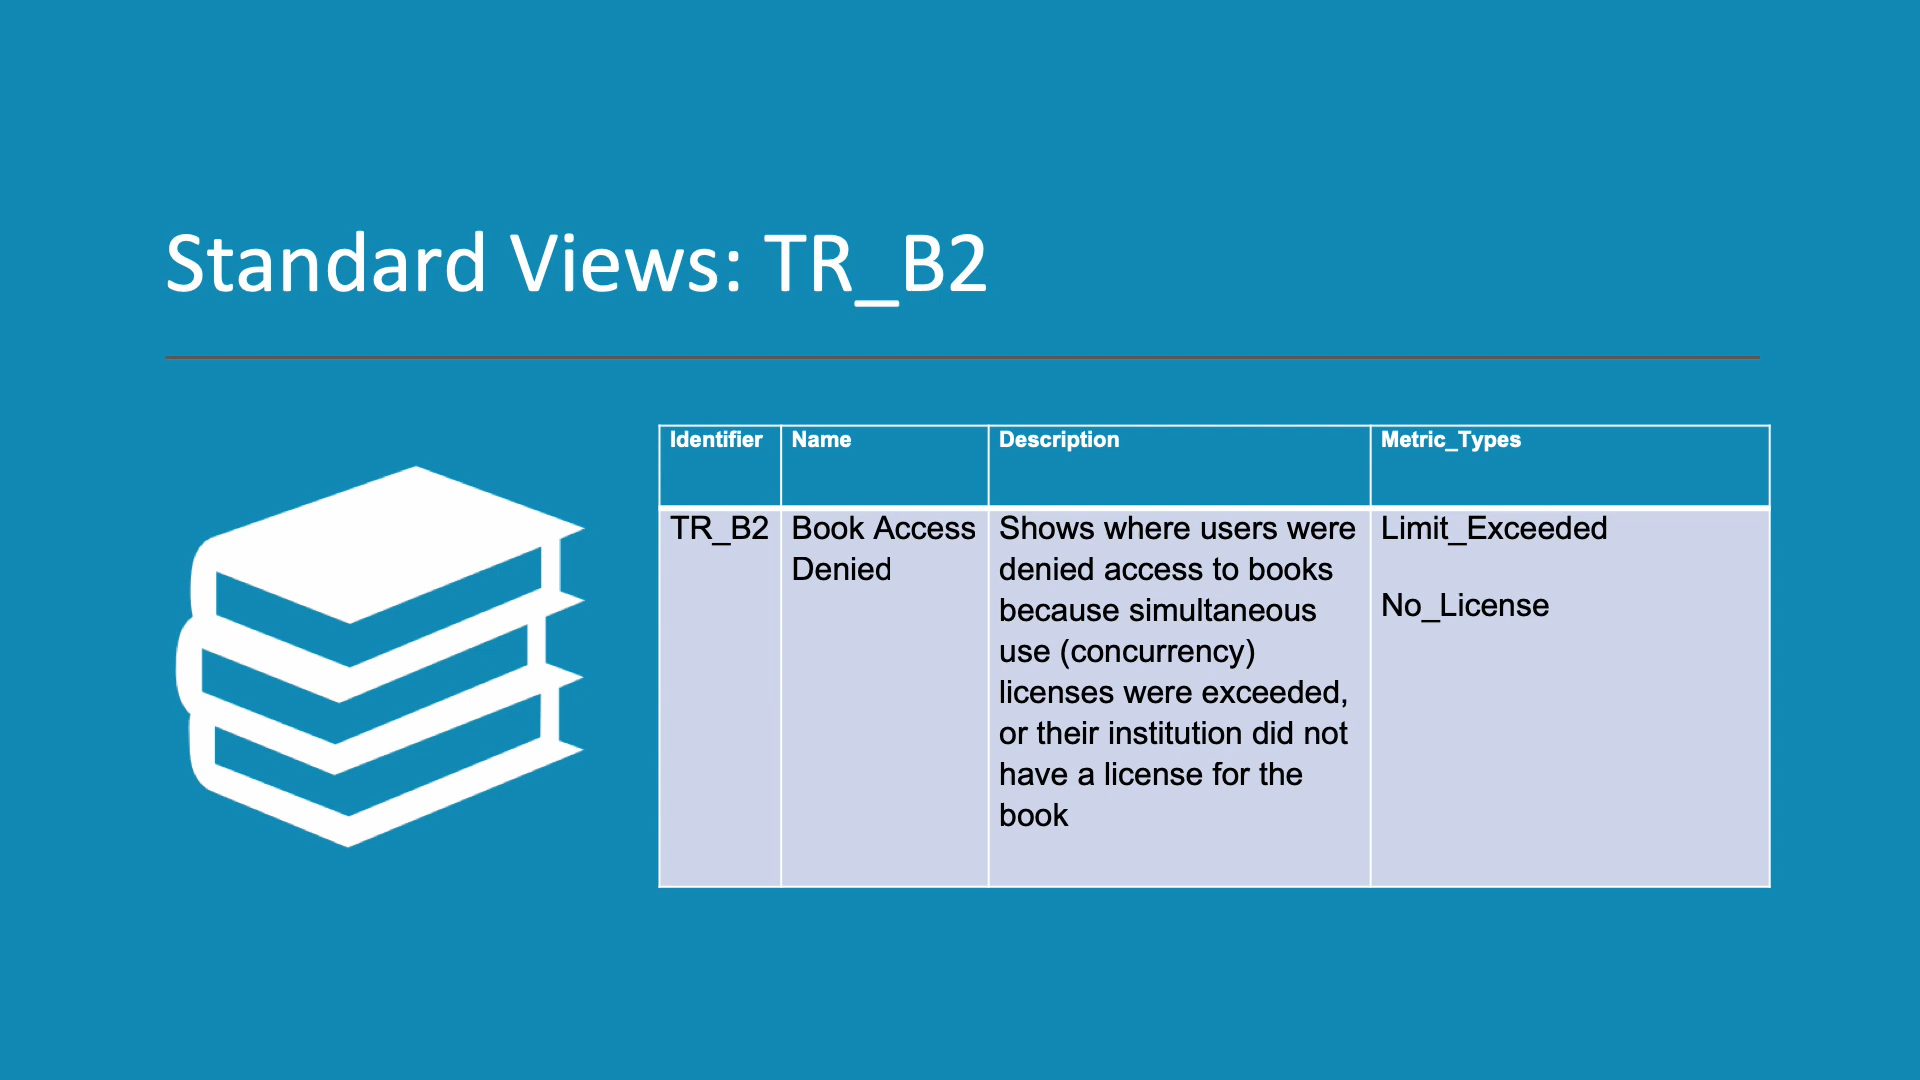 Standard Views: TR_B2
Identifier
Name
Description
Metric_Types
TR_B2
Book Access
Denied
Shows where users were
denied access to books
because simultaneous
use (concurrency)
licenses were exceeded,
or their institution did not
have a license for the
book
Limit_Exceeded
No_License